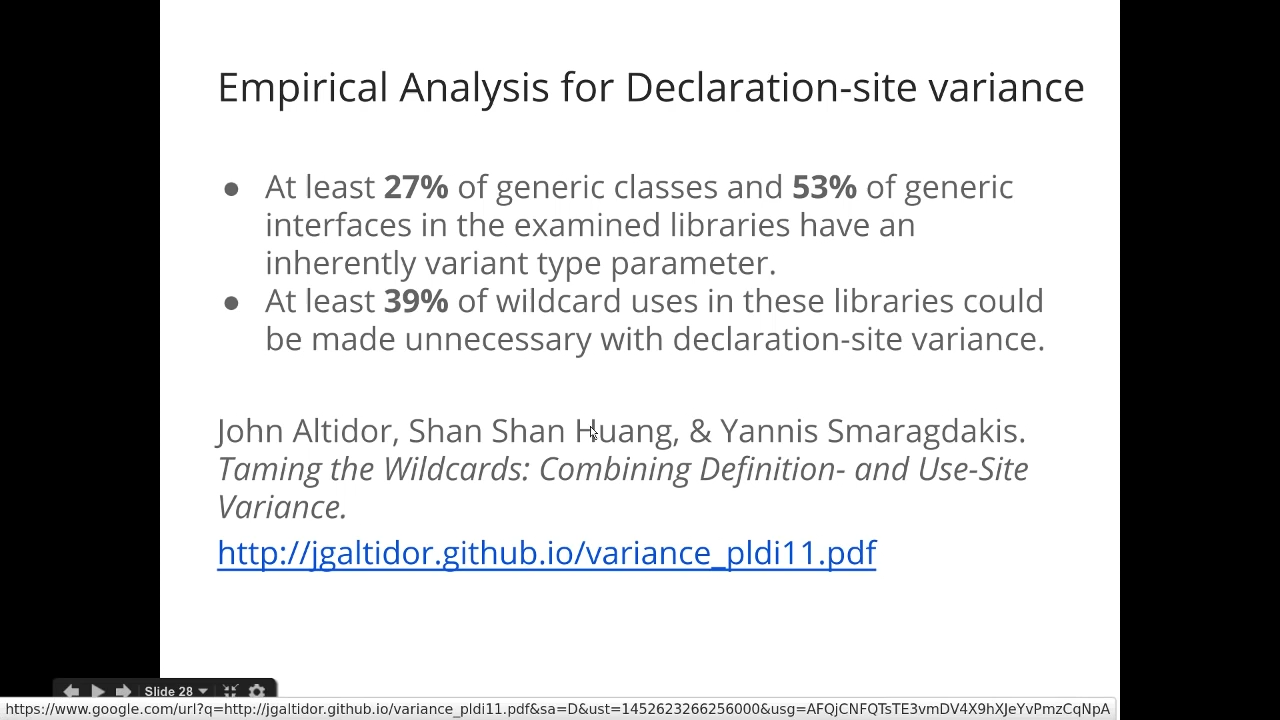 Empirical Analysis for Declaration-site variance
● At least 27% of generic classes and 53% of generic
interfaces in the examined libraries have an
inherently variant type parameter.
● At least 39% of wildcard uses in these libraries could
be made unnecessary with declaration-site variance.
John Altidor, Shan Shan Huang, & Yannis Smaragdakis.
Taming the Wildcards: Combining Definition- and Use-Site
Variance.
http://jgaltidor.github.io/variance_pldi11.pdf
Slide 28
https://www.google.com/url?q=http://jgaltidor.github.io/variance_pldi11.pdf&sa=D&ust=1452623266256000&usg=AFQjCNFQTsTE3vmDV4X9hXJeYvPmzCqNpA